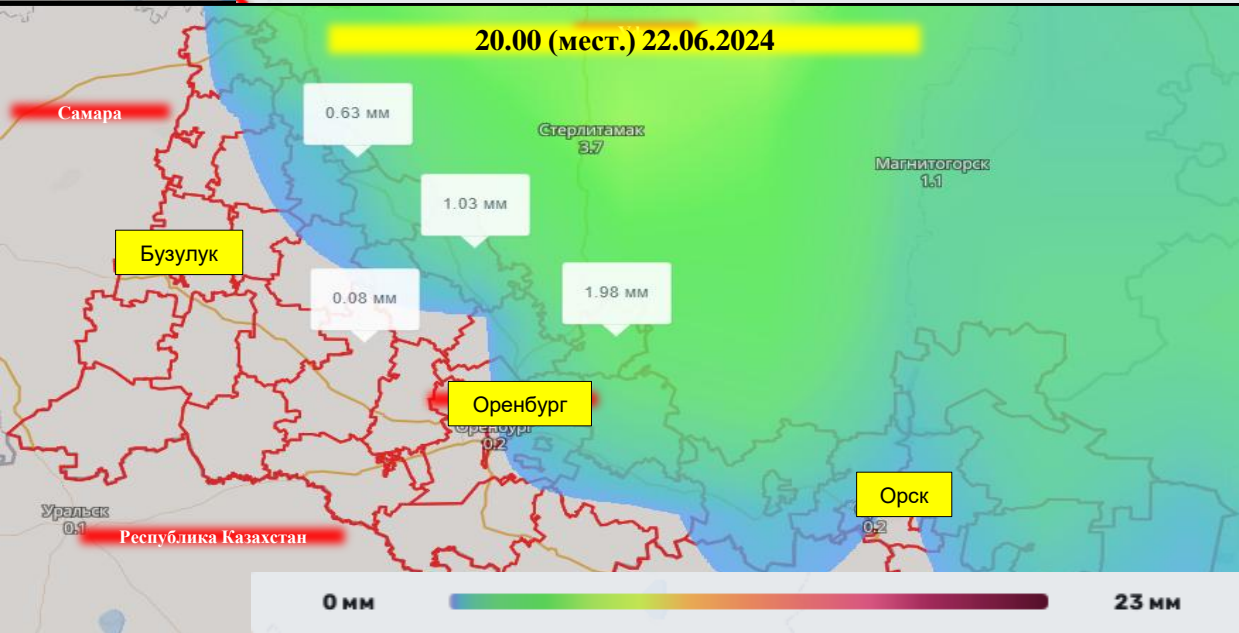 20.00 (мест.) 22.06.2024
Самара
0.63 мм
Стерлитамак
3.7
Магнитогорск
1.1
1.03 мм
Бузулук
0.08 мм
1.98 мм
Оренбург
Оренбург
0.2
Орск
0.2
Уральск
0.1
Республика Казахстан
0 мм
23 мм